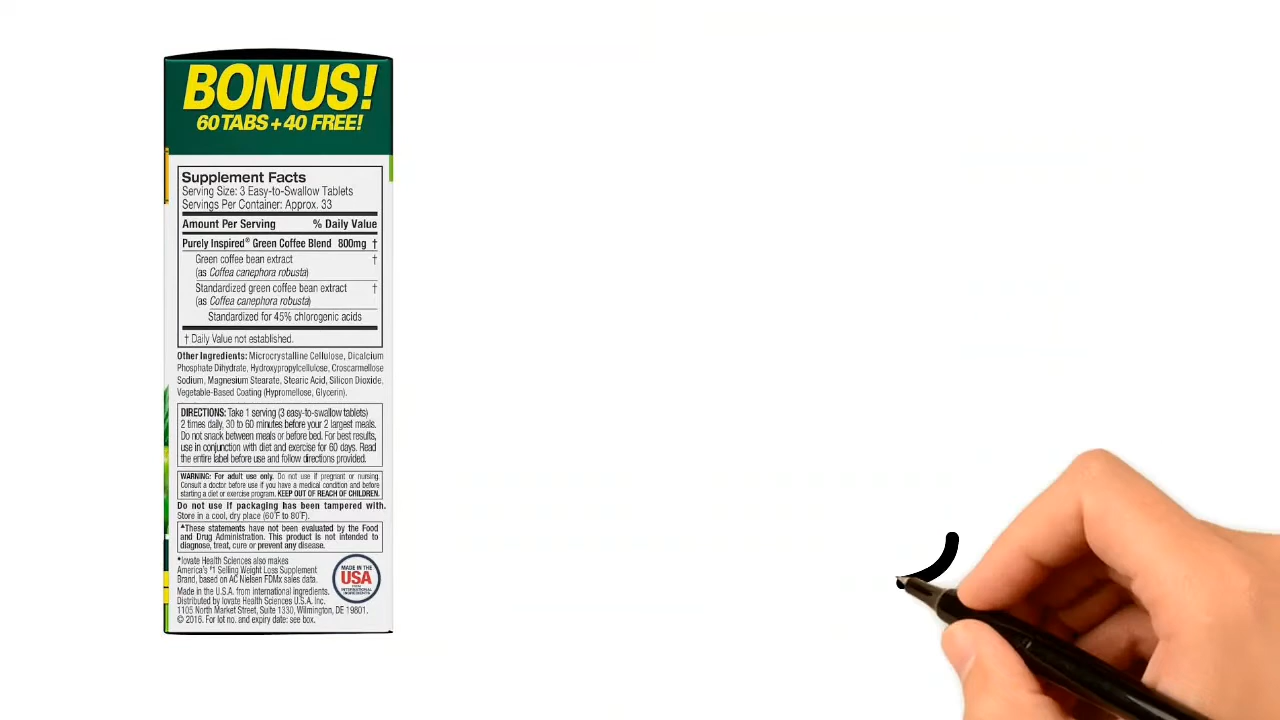 BONUS!
60 TABS + 40 FREE!
Supplement Facts
Serving Size: 3 Easy-to-Swallow Tablets
Servings Per Container: Approx. 33
Amount Per Serving % Daily Value
Purely Inspired® Green Coffee Blend 800mg †
Green coffee bean extract †
(as Coffea canephora robusta)
Standardized green coffee bean extract †
(as Coffea canephora robusta)
Standardized for 45% chlorogenic acids
† Daily Value not established.
Other Ingredients: Microcrystalline Cellulose, Dicalcium
Phosphate Dihydrate, Hydroxypropylcellulose, Croscarmellose
Sodium, Magnesium Stearate, Stearic Acid, Silicon Dioxide,
Vegetable-Based Coating (Hypromellose, Glycerin).
DIRECTIONS: Take 1 serving (3 easy-to-swallow tablets)
2 times daily, 30 to 60 minutes before your 2 largest meals.
Do not snack between meals or before bed. For best results,
use in conjunction with diet and exercise for 60 days. Read
the entire label before use and follow directions provided.
WARNING: For adult use only. Do not use if pregnant or nursing.
Consult a doctor before use if you have a medical condition and before
starting a diet or exercise program. KEEP OUT OF REACH OF CHILDREN.
Do not use if packaging has been tampered with.
Store in a cool, dry place (60°F to 80°F).
▲These statements have not been evaluated by the Food
and Drug Administration. This product is not intended to
diagnose, treat, cure or prevent any disease.
*Iovate Health Sciences also makes
America's #1 Selling Weight Loss Supplement
Brand, based on AC Nielsen FDMx sales data.
Made in the U.S.A. from international ingredients.
Distributed by Iovate Health Sciences U.S.A. Inc.
1105 North Market Street, Suite 1330, Wilmington, DE 19801.
© 2016. For lot no. and expiry date: see box.
MADE IN THE
USA
FROM
INTERNATIONAL
INGREDIENTS